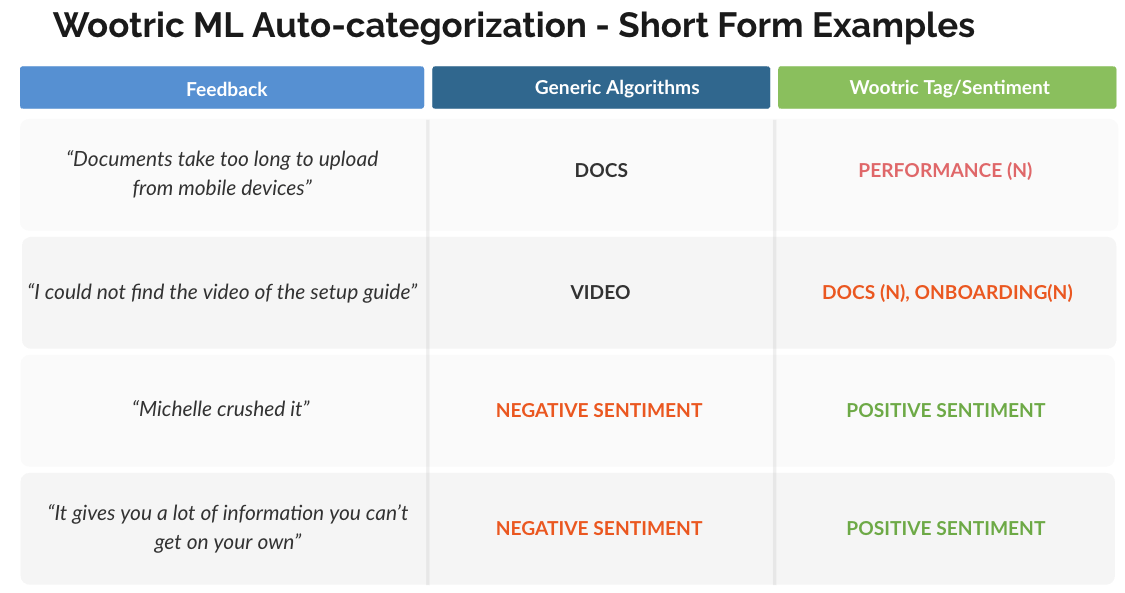 Wootric ML Auto-categorization - Short Form Examples
Feedback
Generic Algorithms
Wootric Tag/Sentiment
“Documents take too long to upload
from mobile devices”
DOCS
PERFORMANCE (N)
“I could not find the video of the setup guide”
VIDEO
DOCS (N), ONBOARDING(N)
“Michelle crushed it”
NEGATIVE SENTIMENT
POSITIVE SENTIMENT
“It gives you a lot of information you can’t
get on your own”
NEGATIVE SENTIMENT
POSITIVE SENTIMENT